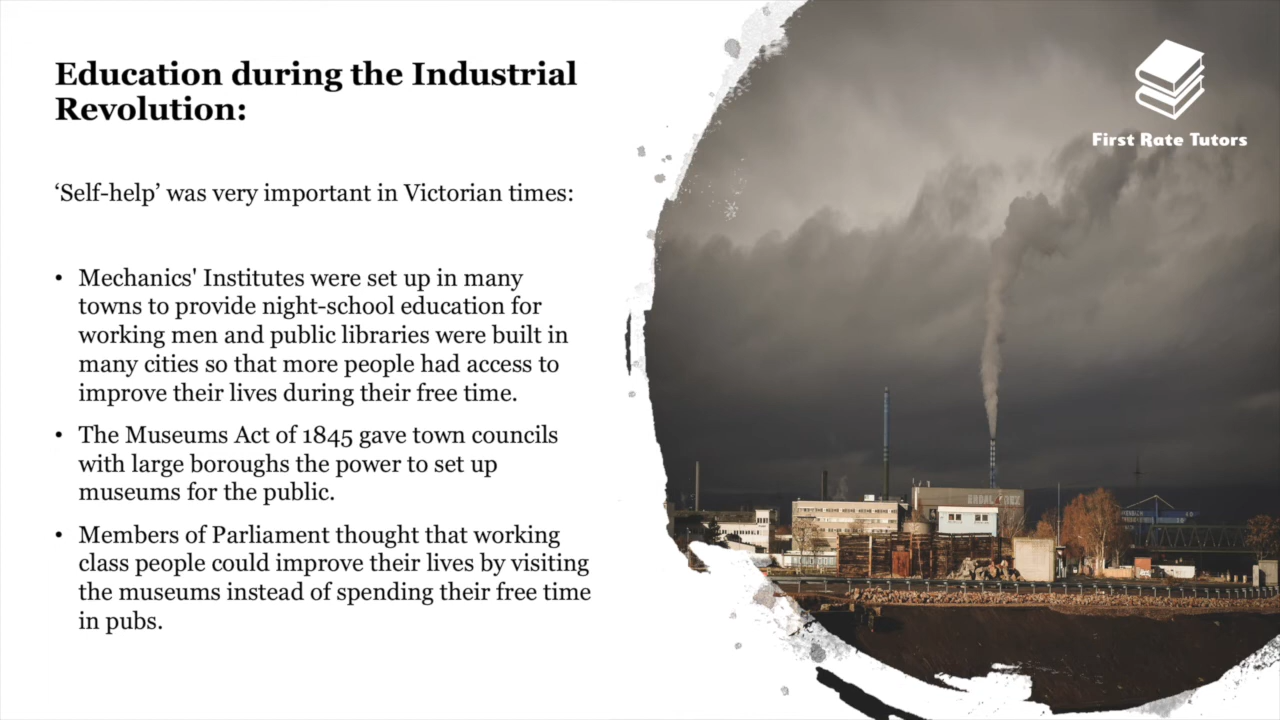 Education during the Industrial
Revolution:
‘Self-help’ was very important in Victorian times:
• Mechanics' Institutes were set up in many
towns to provide night-school education for
working men and public libraries were built in
many cities so that more people had access to
improve their lives during their free time.
• The Museums Act of 1845 gave town councils
with large boroughs the power to set up
museums for the public.
• Members of Parliament thought that working
class people could improve their lives by visiting
the museums instead of spending their free time
in pubs.
First Rate Tutors